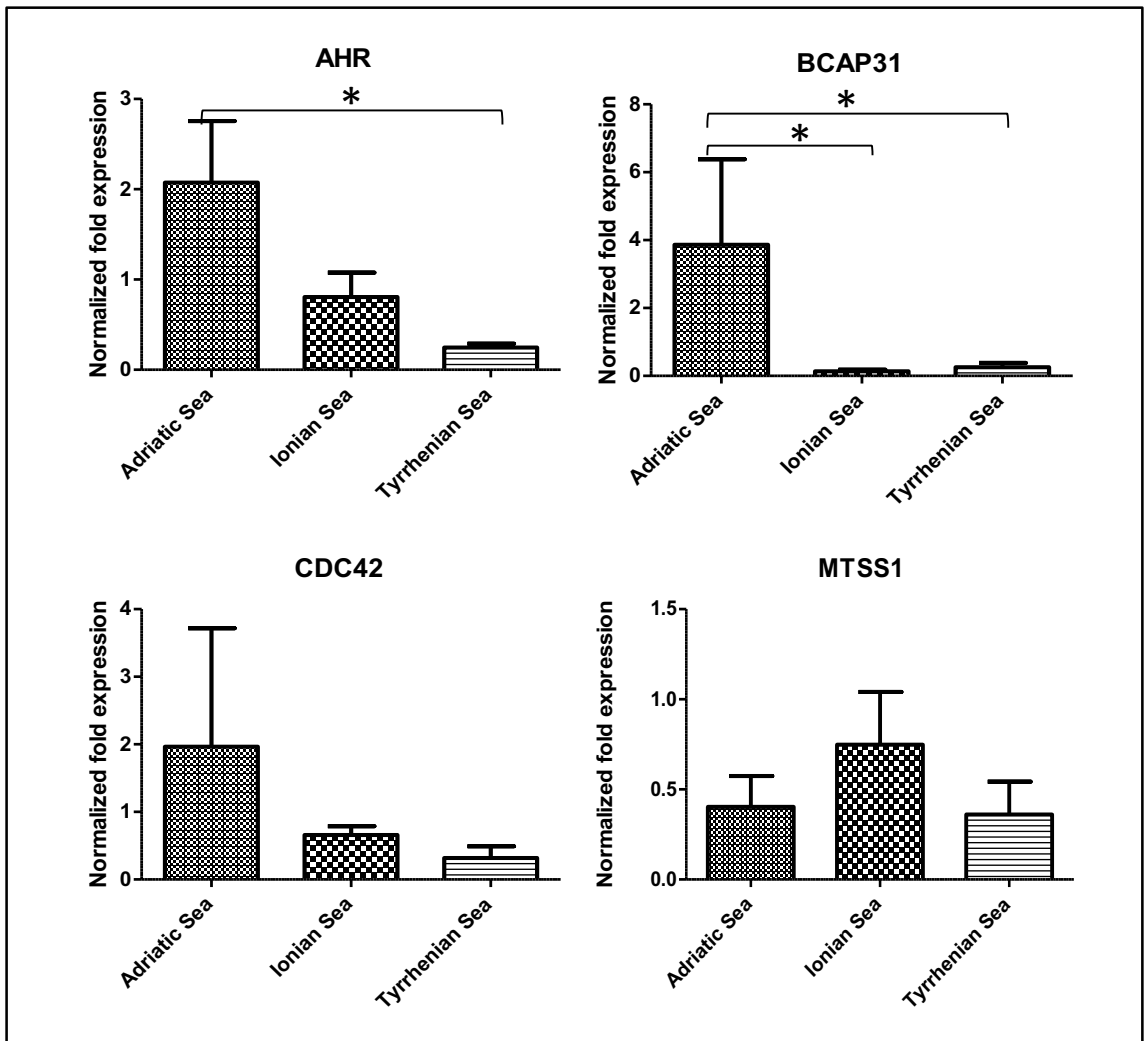 AHR
*
3
2
1
0
Normalized fold expression
Adriatic Sea
Ionian Sea
Tyrrhenian Sea
BCAP31
*
*
8
6
4
2
0
Normalized fold expression
Adriatic Sea
Ionian Sea
Tyrrhenian Sea
CDC42
4
3
2
1
0
Normalized fold expression
Adriatic Sea
Ionian Sea
Tyrrhenian Sea
MTSS1
1.5
1.0
0.5
0.0
Normalized fold expression
Adriatic Sea
Ionian Sea
Tyrrhenian Sea